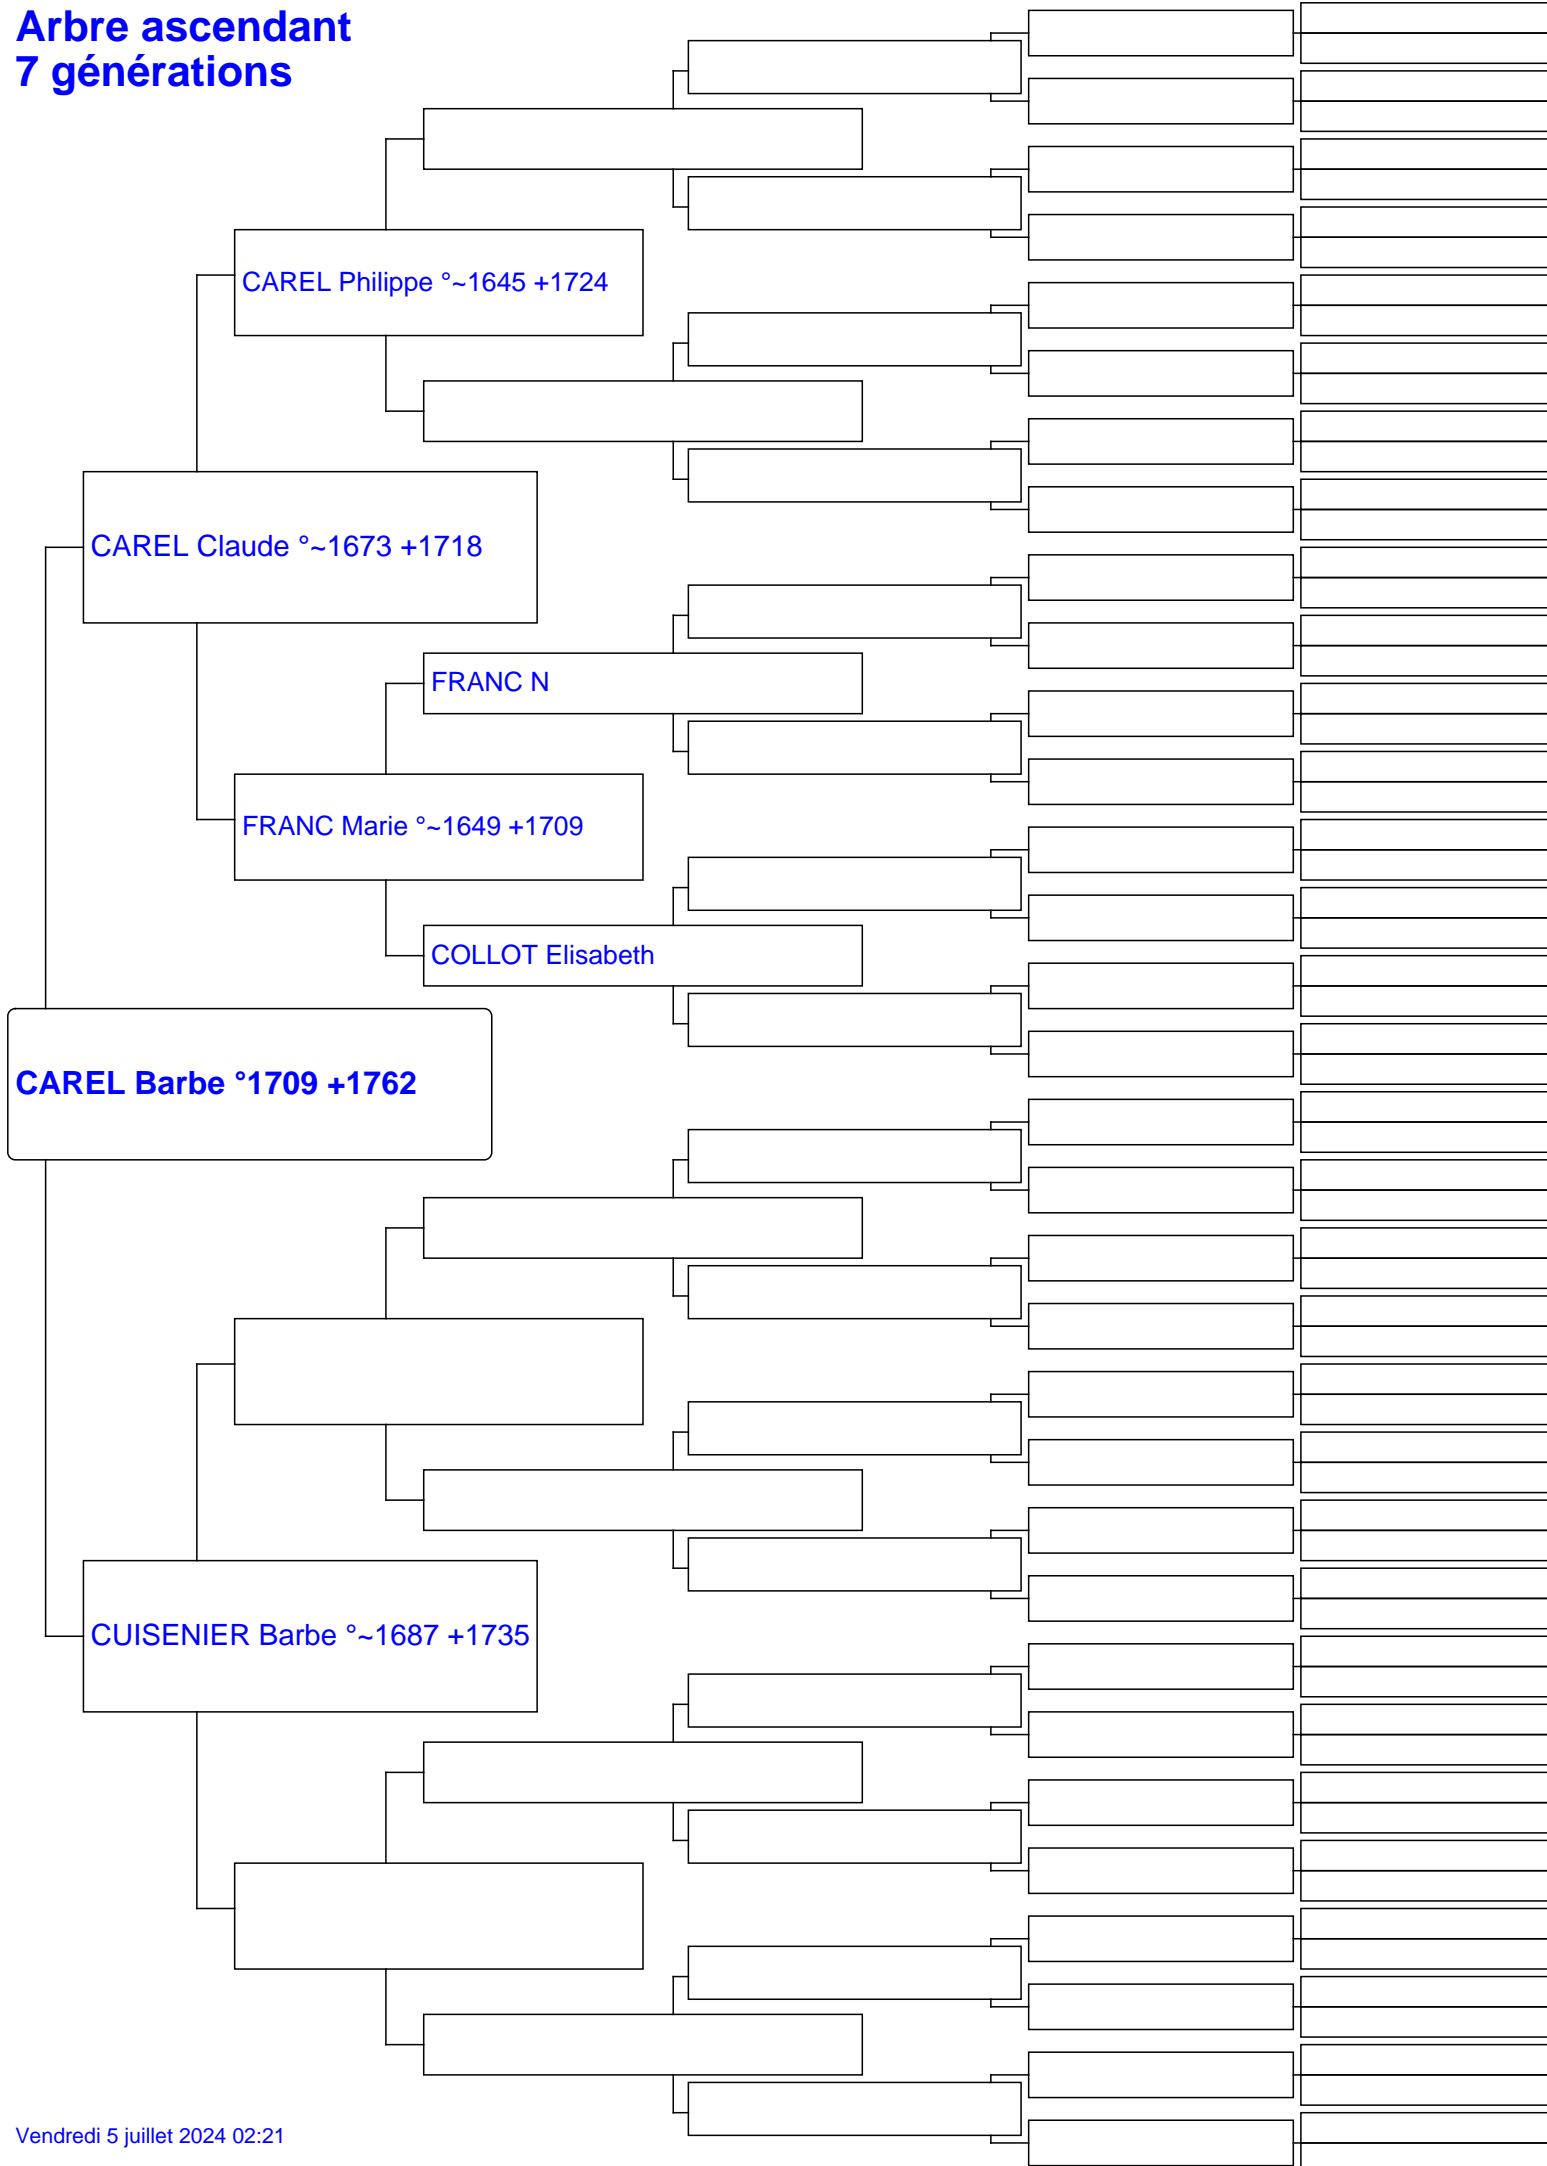 Arbre ascendant
7 générations
CAREL Philippe °~1645 +1724
CAREL Claude °~1673 +1718
FRANC N
FRANC Marie °~1649 +1709
COLLOT Elisabeth
CAREL Barbe °1709 +1762
CUISENIER Barbe °~1687 +1735
Vendredi 5 juillet 2024 02:21